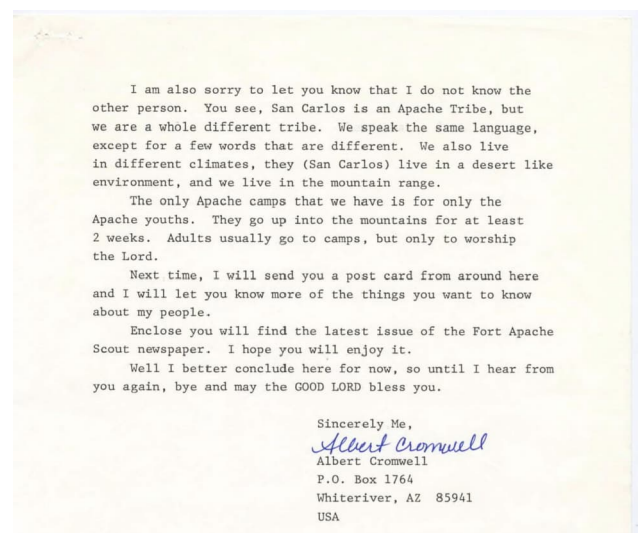 I am also sorry to let you know that I do not know the
other person. You see, San Carlos is an Apache Tribe, but
we are a whole different tribe. We speak the same language,
except for a few words that are different. We also live
in different climates, they (San Carlos) live in a desert like
environment, and we live in the mountain range.
The only Apache camps that we have is for only the
Apache youths. They go up into the mountains for at least
2 weeks. Adults usually go to camps, but only to worship
the Lord.
Next time, I will send you a post card from around here
and I will let you know more of the things you want to know
about my people.
Enclose you will find the latest issue of the Fort Apache
Scout newspaper. I hope you will enjoy it.
Well I better conclude here for now, so until I hear from
you again, bye and may the GOOD LORD bless you.
Sincerely Me,
Albert Cromwell
Albert Cromwell
P.O. Box 1764
Whiteriver, AZ 85941
USA